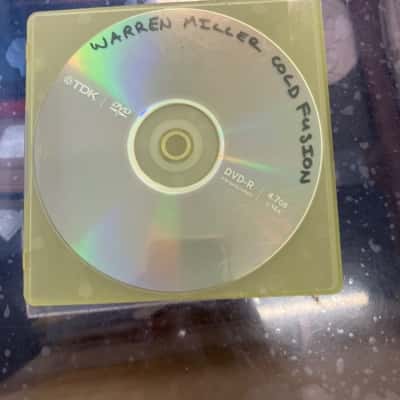 WARREN MILLER COLD FUSION
TDK
DVD
DVD-R
4.7GB